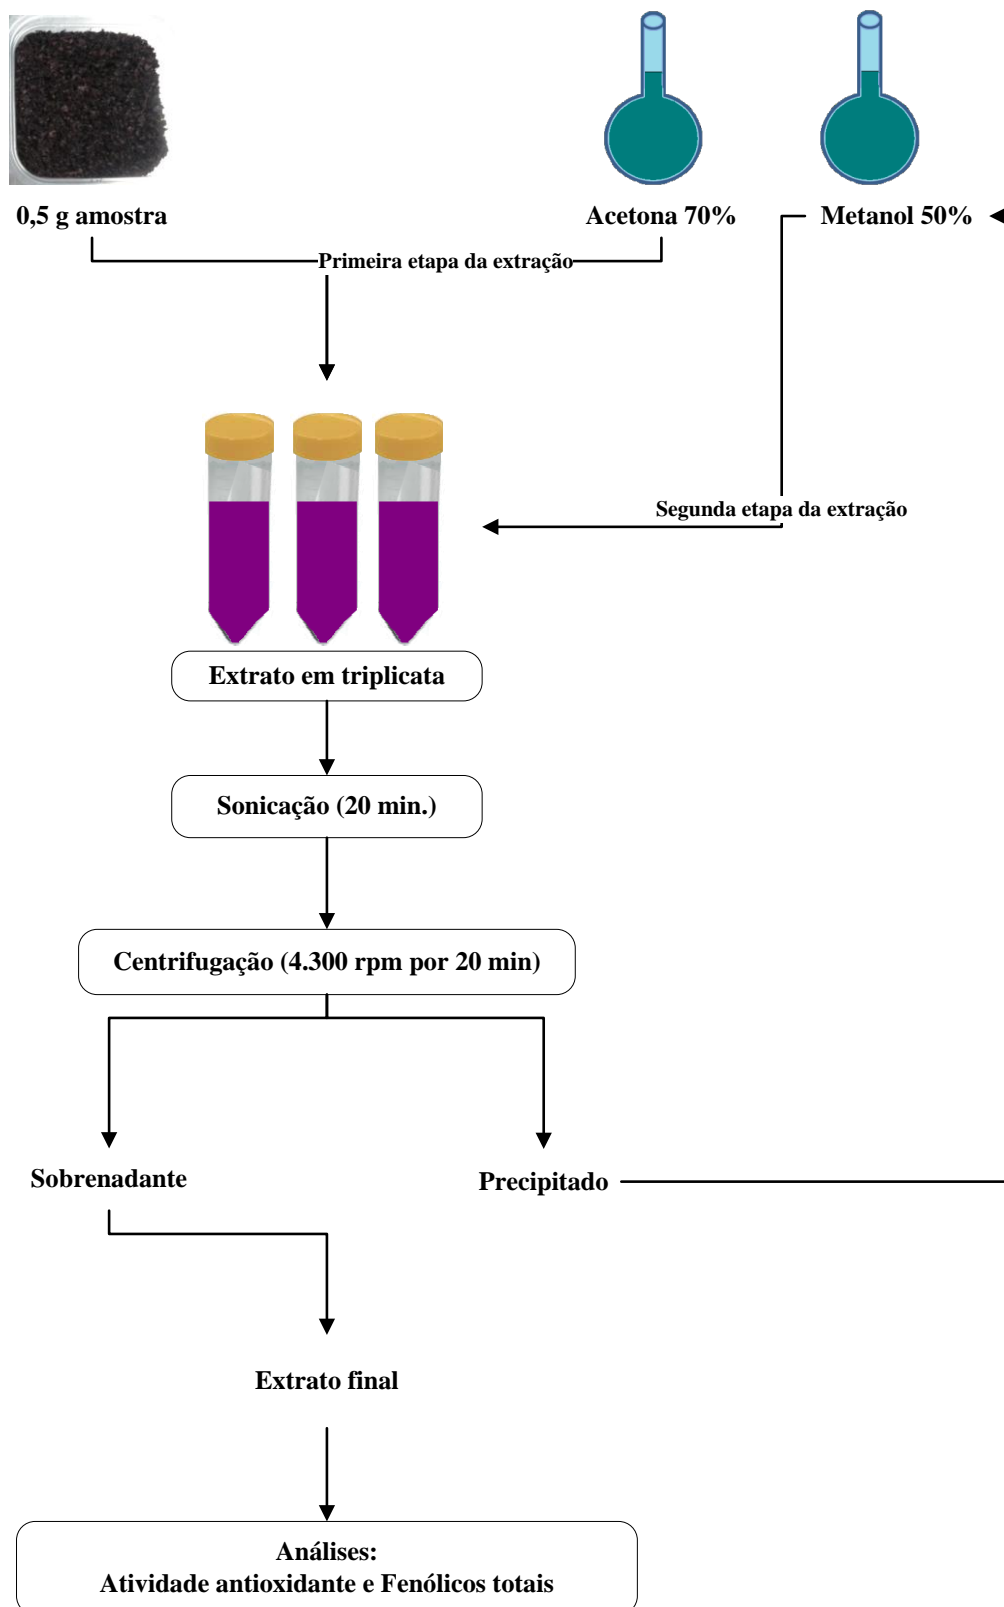 0,5 g amostra
Acetona 70%
Metanol 50%
Primeira etapa da extração
Segunda etapa da extração
Extrato em triplicata
Sonicação (20 min.)
Centrifugação (4.300 rpm por 20 min)
Sobrenadante
Precipitado
Extrato final
Análises:
Atividade antioxidante e Fenólicos totais